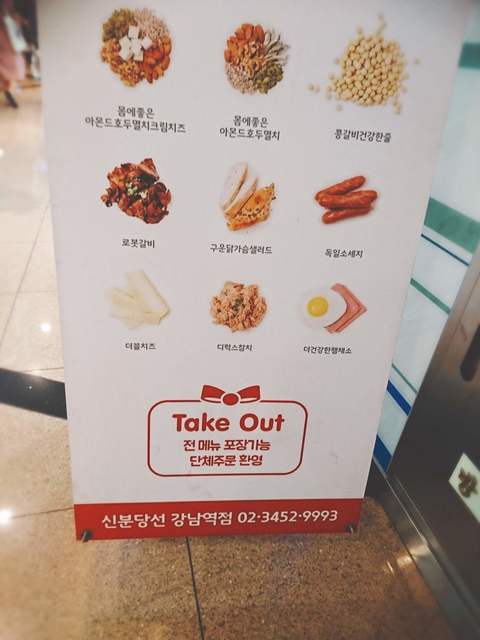 몸에좋은
아몬드호두멸치크림치즈
몸에좋은
아몬드호두멸치
콩갈비건강한줄
로봇갈비
구운닭가슴샐러드
독일소세지
더블치즈
디럭스참치
더건강한햄채소
Take Out
전 메뉴 포장가능
단체주문 환영
신분당선 강남역점 02·3452·9993